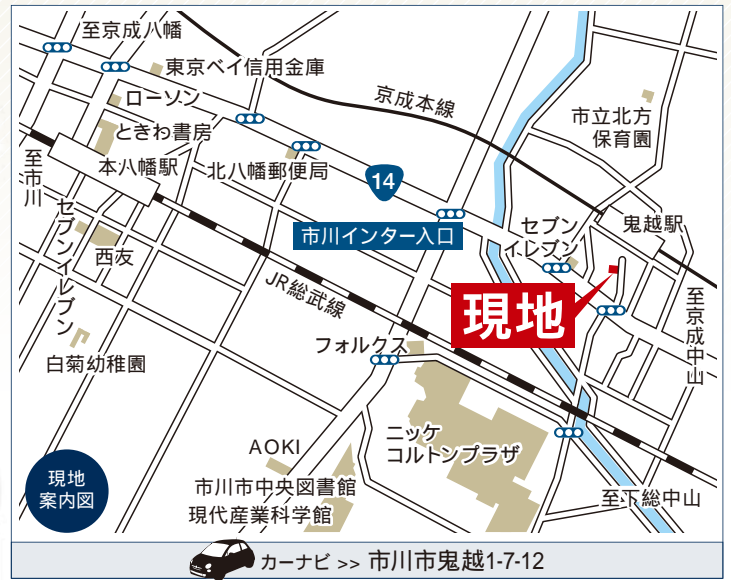 至京成八幡
東京ベイ信用金庫
ローソン
ときわ書房
京成本線
市立北方
保育園
至市川
本八幡駅
北八幡郵便局
14
市川インター入口
セブン
イレブン
鬼越駅
セブンイレブン
西友
JR総武線
現地
至京成中山
フォルクス
白菊幼稚園
ニッケ
コルトンプラザ
AOKI
市川市中央図書館
現代産業科学館
至下総中山
現地
案内図
カーナビ >> 市川市鬼越1-7-12